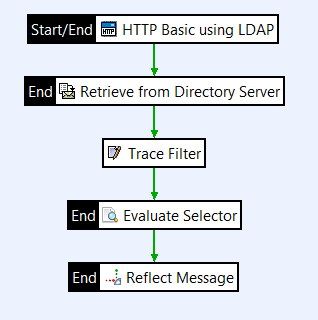 Start/End HTTP Basic using LDAP
End Retrieve from Directory Server
Trace Filter
End Evaluate Selector
End Reflect Message